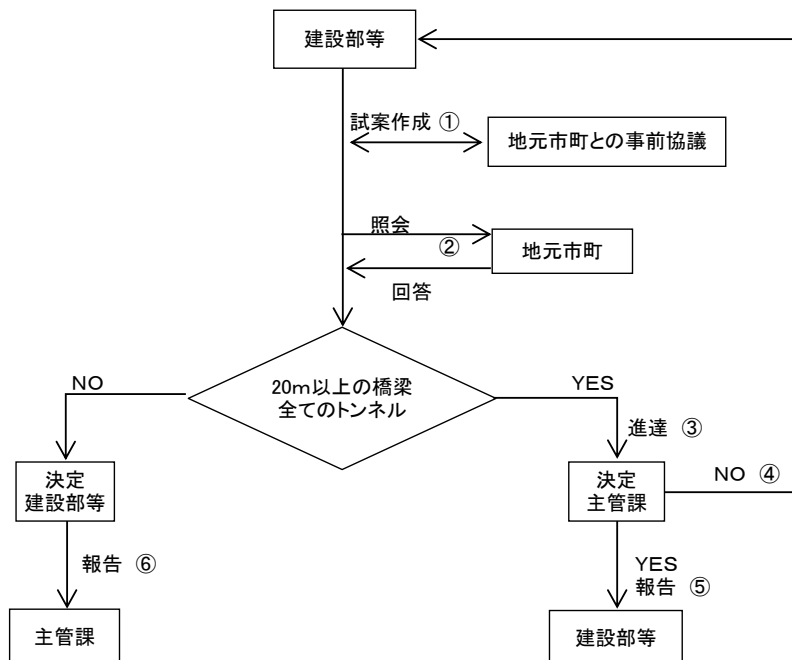 建設部等
試案作成 ①
地元市町との事前協議
照会
②
地元市町
回答
20m以上の橋梁
全てのトンネル
NO
YES
進達 ③
決定
建設部等
決定
主管課
NO ④
報告 ⑥
YES
報告 ⑤
主管課
建設部等